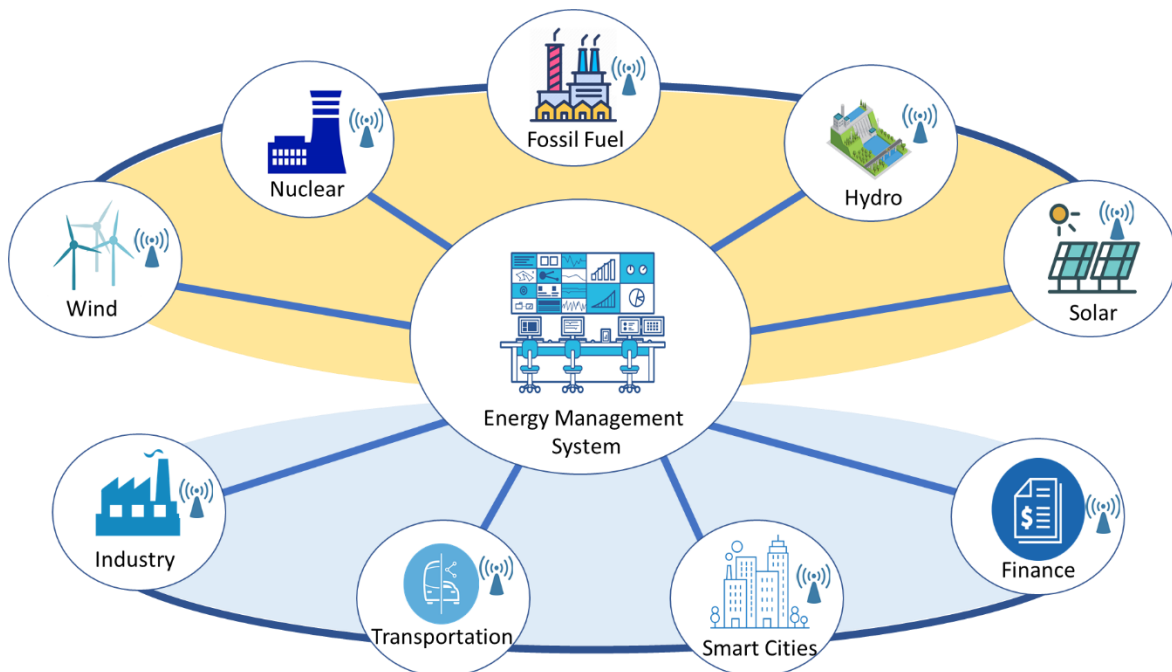 Fossil Fuel
Nuclear
Hydro
Wind
Solar
Energy Management
System
Industry
Finance
Transportation
Smart Cities
$